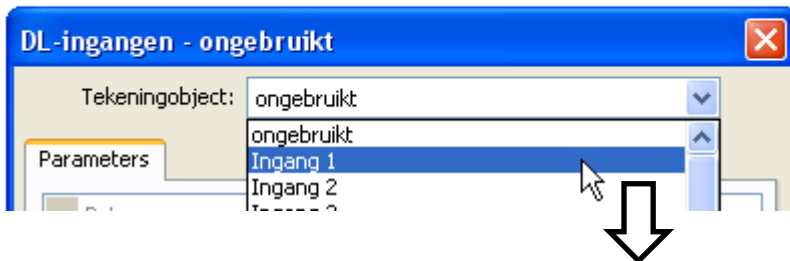 DL-ingangen - ongebruikt
Tekeningobject: ongebruikt
ongebruikt
Parameters
Ingang 1
Ingang 2